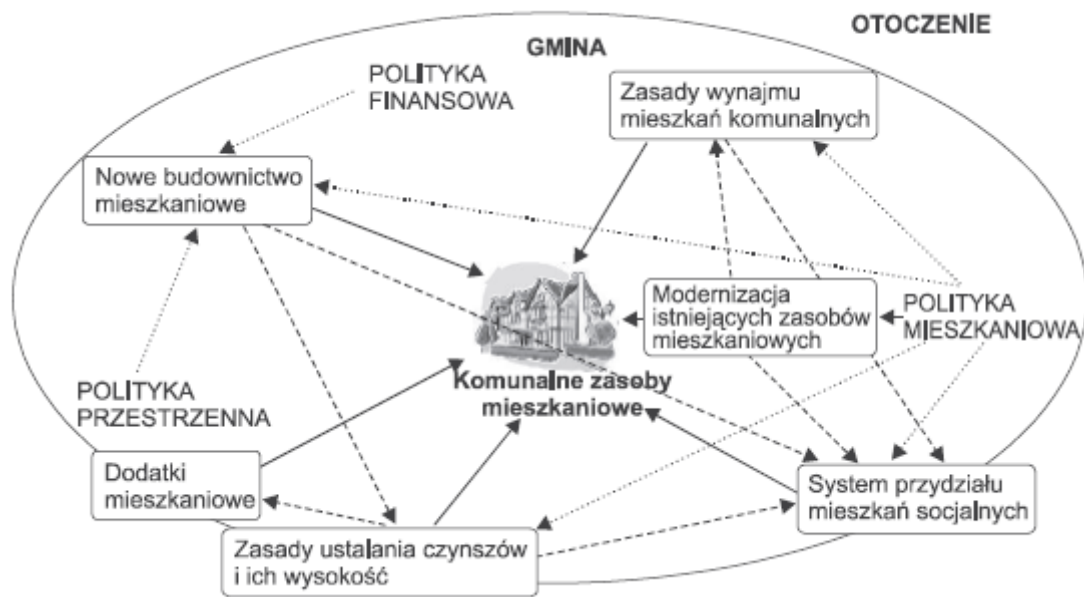 OTOCZENIE
GMINA
POLITYKA
FINANSOWA
Zasady wynajmu
mieszkań komunalnych
Nowe budownictwo
mieszkaniowe
Modernizacja
istniejących zasobów
mieszkaniowych
POLITYKA
MIESZKANIOWA
Komunalne zasoby
mieszkaniowe
POLITYKA
PRZESTRZENNA
Dodatki
mieszkaniowe
System przydziału
mieszkań socjalnych
Zasady ustalania czynszów
i ich wysokość